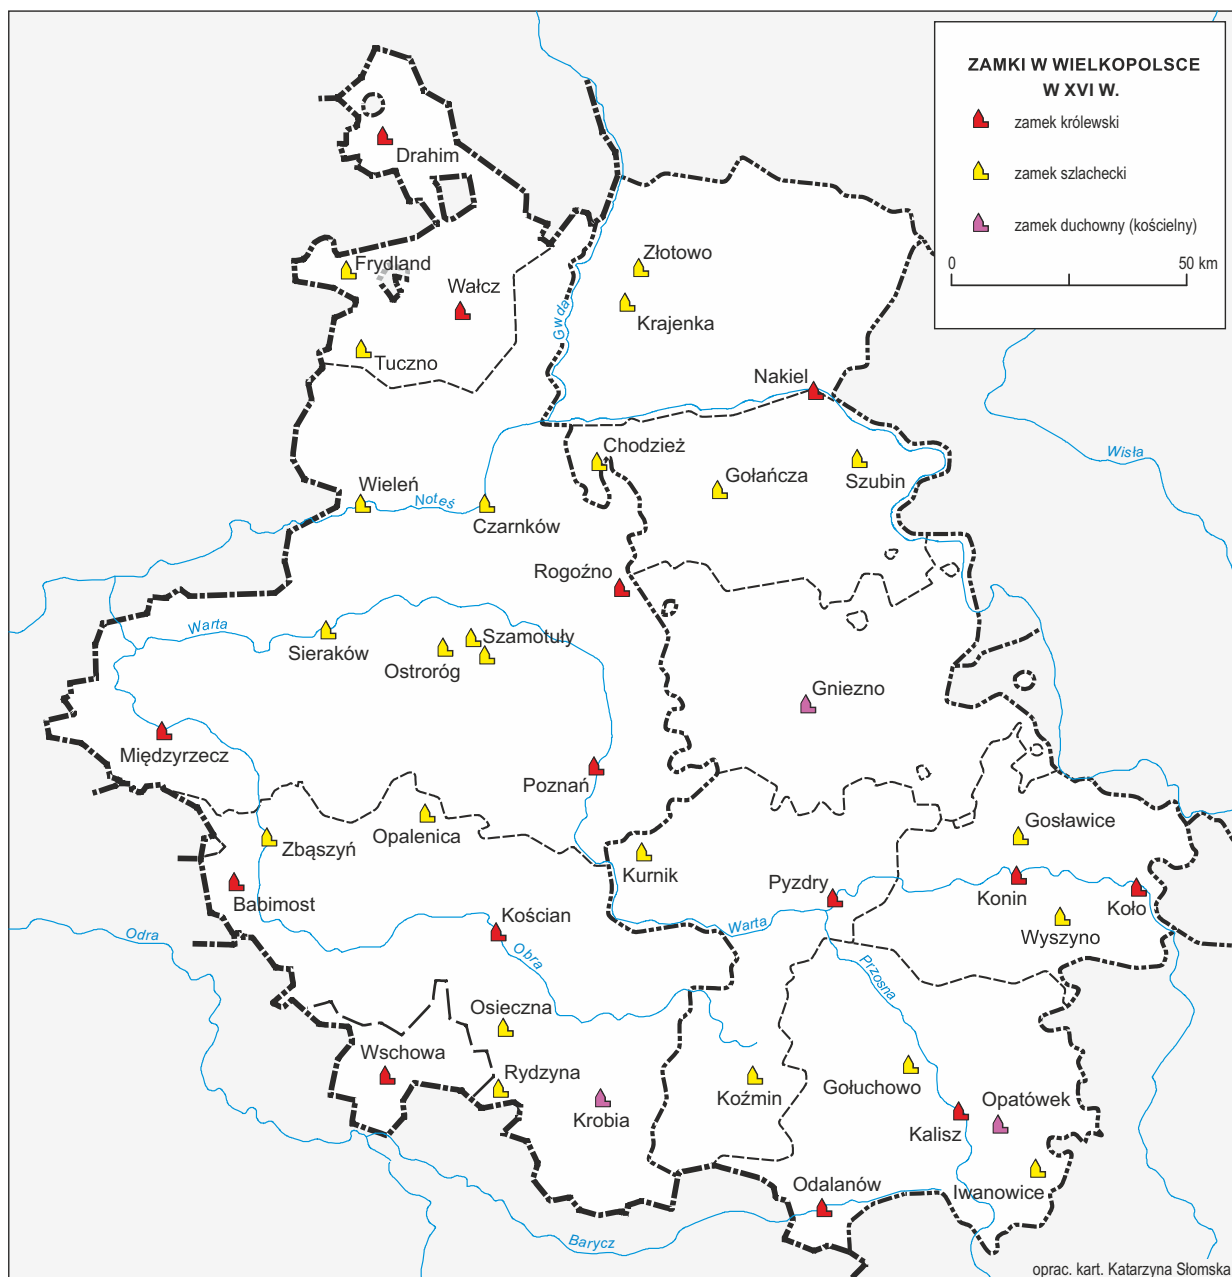 ZAMKI W WIELKOPOLSCE
W XVI W.
zamek królewski
zamek szlachecki
zamek duchowny (kościelny)
0 50 km
Drahim
Frydland
Wałcz
Tuczno
Złotowo
Krajenka
Gwda
Nakiel
Chodzież
Gołańcza
Szubin
Wisła
Wieleń
Noteś
Czarnków
Rogoźno
Warta
Sieraków
Szamotuły
Ostroróg
Gniezno
Międzyrzecz
Poznań
Opalenica
Zbąszyń
Gosławice
Kurnik
Babimost
Pyzdry
Konin
Koło
Kościan
Wyszyno
Odra
Warta
Obra
Przosna
Osieczna
Wschowa
Rydzyna
Krobia
Koźmin
Gołuchowo
Opatówek
Kalisz
Iwanowice
Odalanów
Barycz
oprac. kart. Katarzyna Słomska